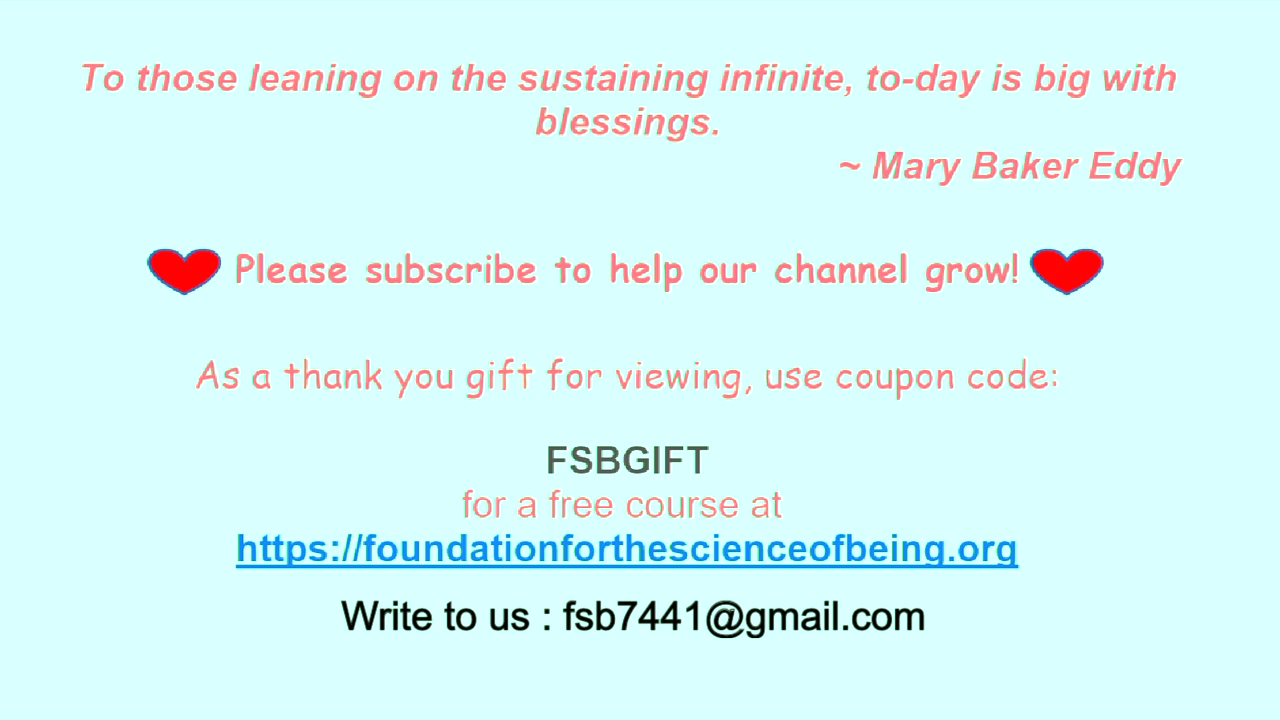 To those leaning on the sustaining infinite, to-day is big with
blessings.
~ Mary Baker Eddy
Please subscribe to help our channel grow!
As a thank you gift for viewing, use coupon code:
FSBGIFT
for a free course at
https://foundationforthescienceofbeing.org
Write to us : fsb7441@gmail.com